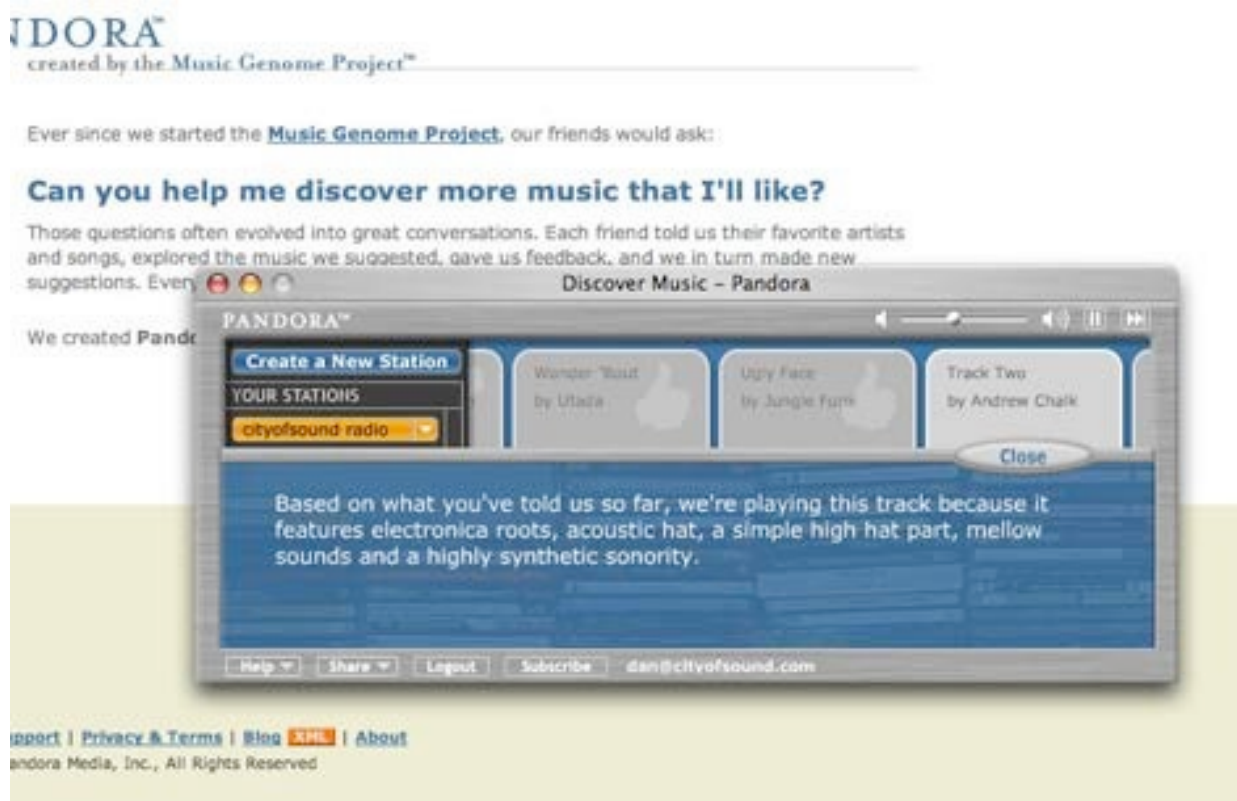 NDORA™
created by the Music Genome Project™
Ever since we started the Music Genome Project, our friends would ask:
Can you help me discover more music that I'll like?
Those questions often evolved into great conversations. Each friend told us their favorite artists
and songs, explored the music we suggested, gave us feedback, and we in turn made new
suggestions. Every
We created Pando
Discover Music – Pandora
PANDORA™
Create a New Station
YOUR STATIONS
cityofsound radio
Wonder 'Bout
by Utada
Ugly Face
by Jungle Funk
Track Two
by Andrew Chalk
Close
Based on what you've told us so far, we're playing this track because it
features electronica roots, acoustic hat, a simple high hat part, mellow
sounds and a highly synthetic sonority.
Help Share Logout Subscribe dan@cityofsound.com
pport | Privacy & Terms | Blog XML | About
andora Media, Inc., All Rights Reserved